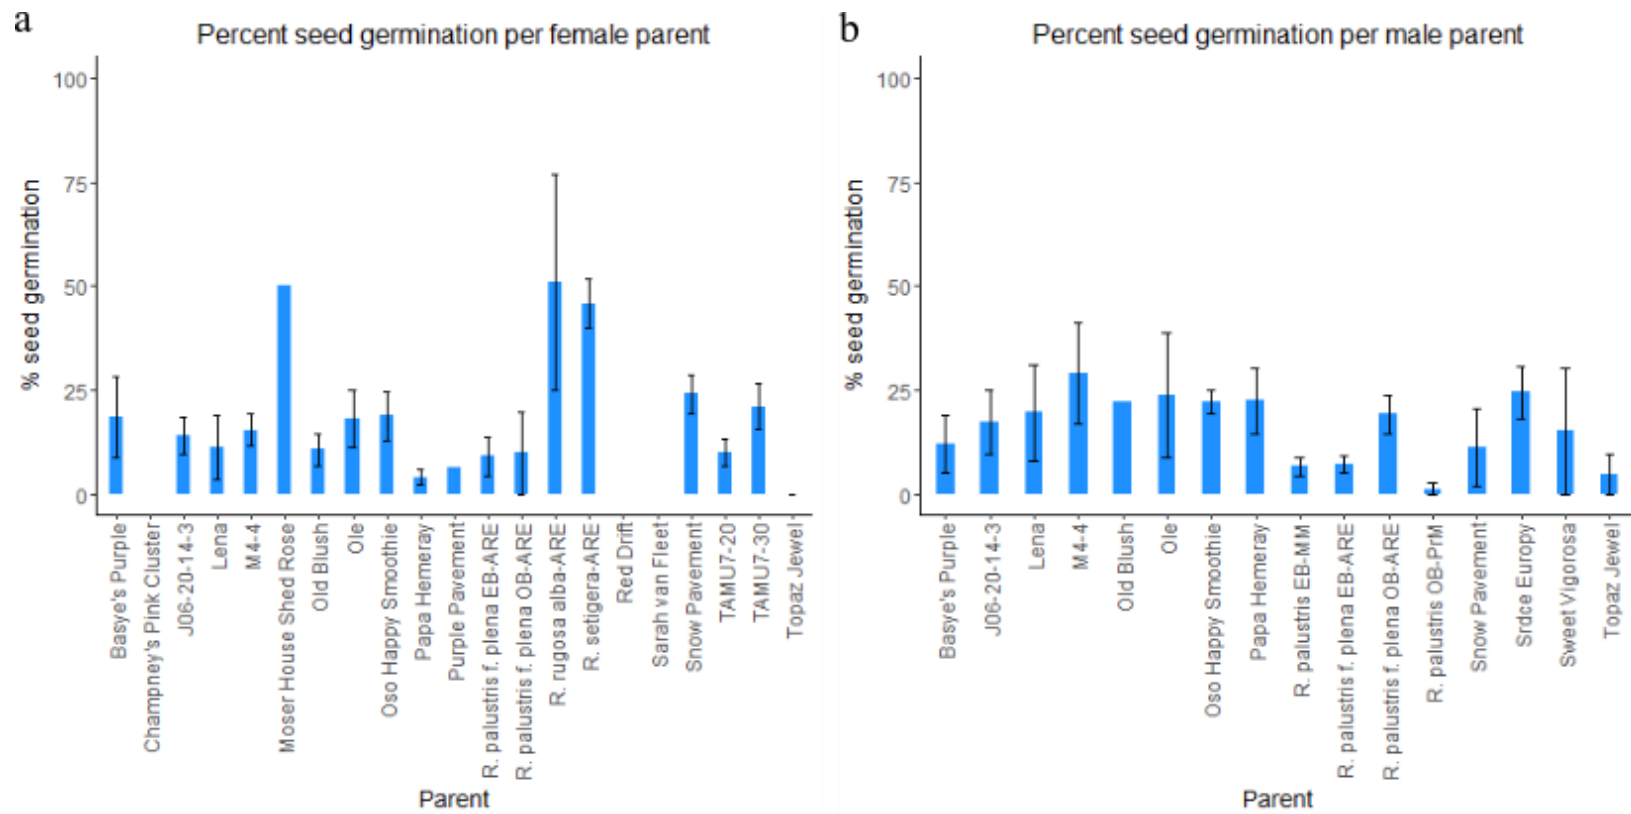 a
Percent seed germination per female parent
% seed germination
100
75
50
25
0
Basye's Purple
Champney's Pink Cluster
J06-20-14-3
Lena
M4-4
Moser House Shed Rose
Old Blush
Ole
Oso Happy Smoothie
Papa Hemeray
Purple Pavement
R. palustris f. plena EB-ARE
R. palustris f. plena OB-ARE
R. rugosa alba-ARE
R. setigera-ARE
Red Drift
Sarah van Fleet
Snow Pavement
TAMU7-20
TAMU7-30
Topaz Jewel
Parent
b
Percent seed germination per male parent
% seed germination
100
75
50
25
0
Basye's Purple
J06-20-14-3
Lena
M4-4
Old Blush
Ole
Oso Happy Smoothie
Papa Hemeray
R. palustris EB-MM
R. palustris f. plena EB-ARE
R. palustris f. plena OB-ARE
R. palustris OB-PrM
Snow Pavement
Srdce Europy
Sweet Vigorosa
Topaz Jewel
Parent